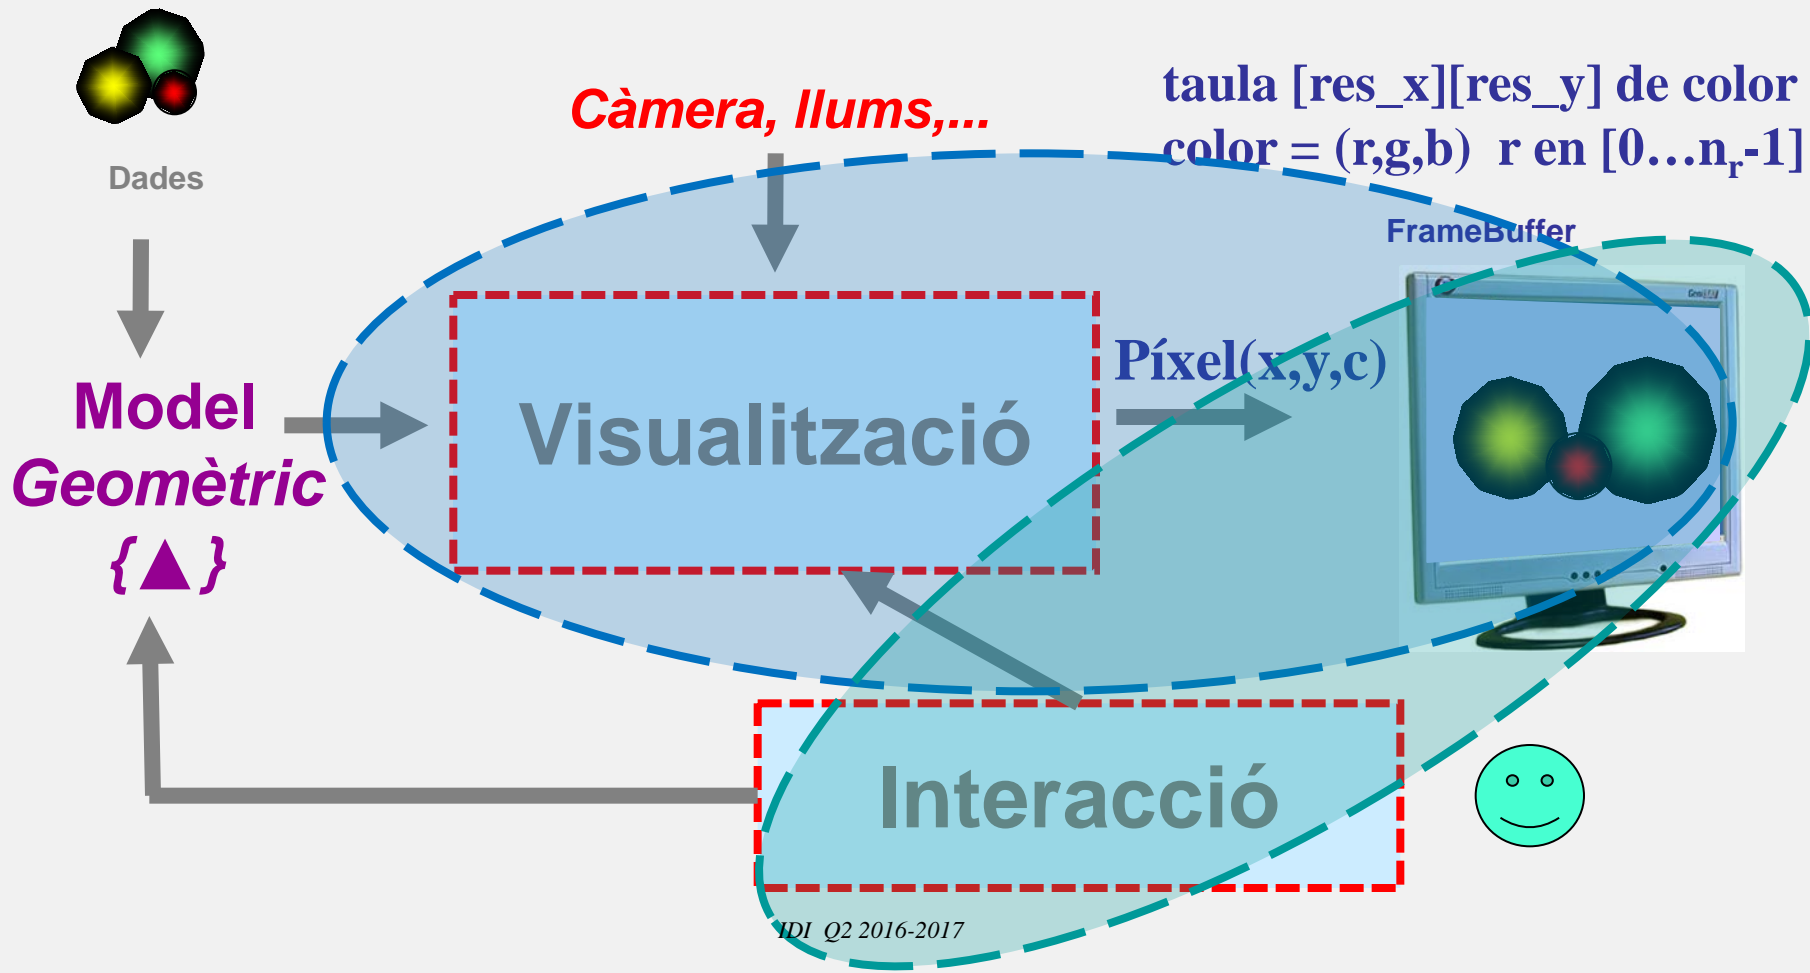 taula [res_x][res_y] de color
Càmera, llums,...
color = (r,g,b) r en [0…nr-1]
Dades
FrameBuffer
Píxel(x,y,c)
Model
Geomètric
{▲}
Visualització
Interacció
IDI Q2 2016-2017